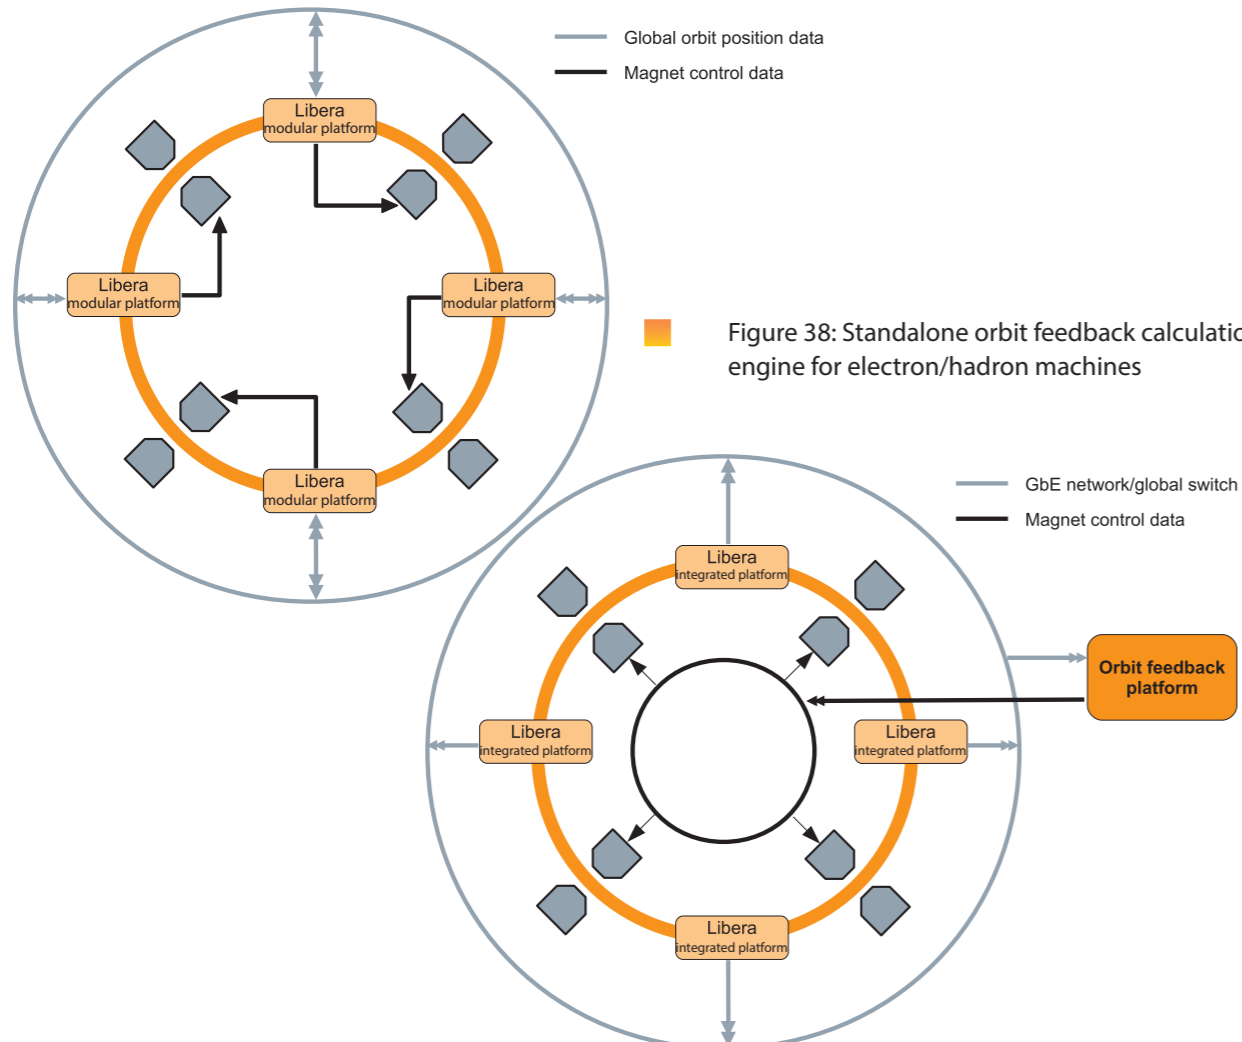 Global orbit position data
Magnet control data
Libera
modular platform
Libera
modular platform
Libera
modular platform
Libera
modular platform
Figure 38: Standalone orbit feedback calculatio
engine for electron/hadron machines
GbE network/global switch
Magnet control data
Libera
integrated platform
Orbit feedback
platform
Libera
integrated platform
Libera
integrated platform
Libera
integrated platform